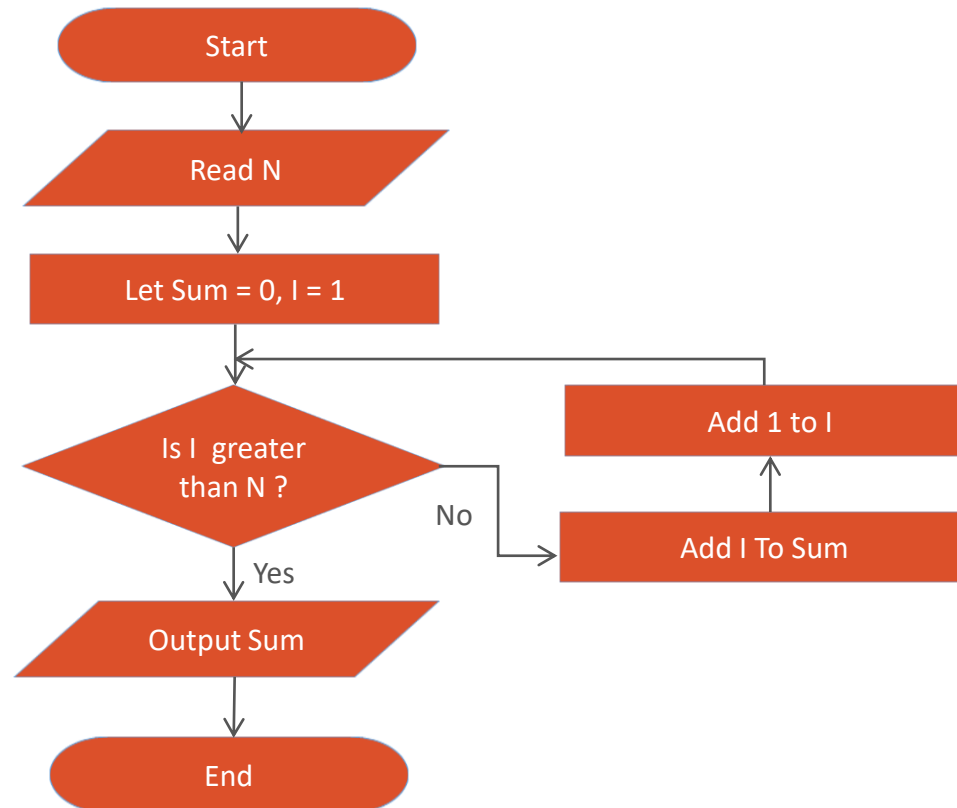 Start
Read N
Let Sum = 0, I = 1
Is I greater
than N ?
No
Add I To Sum
Add 1 to I
Yes
Output Sum
End